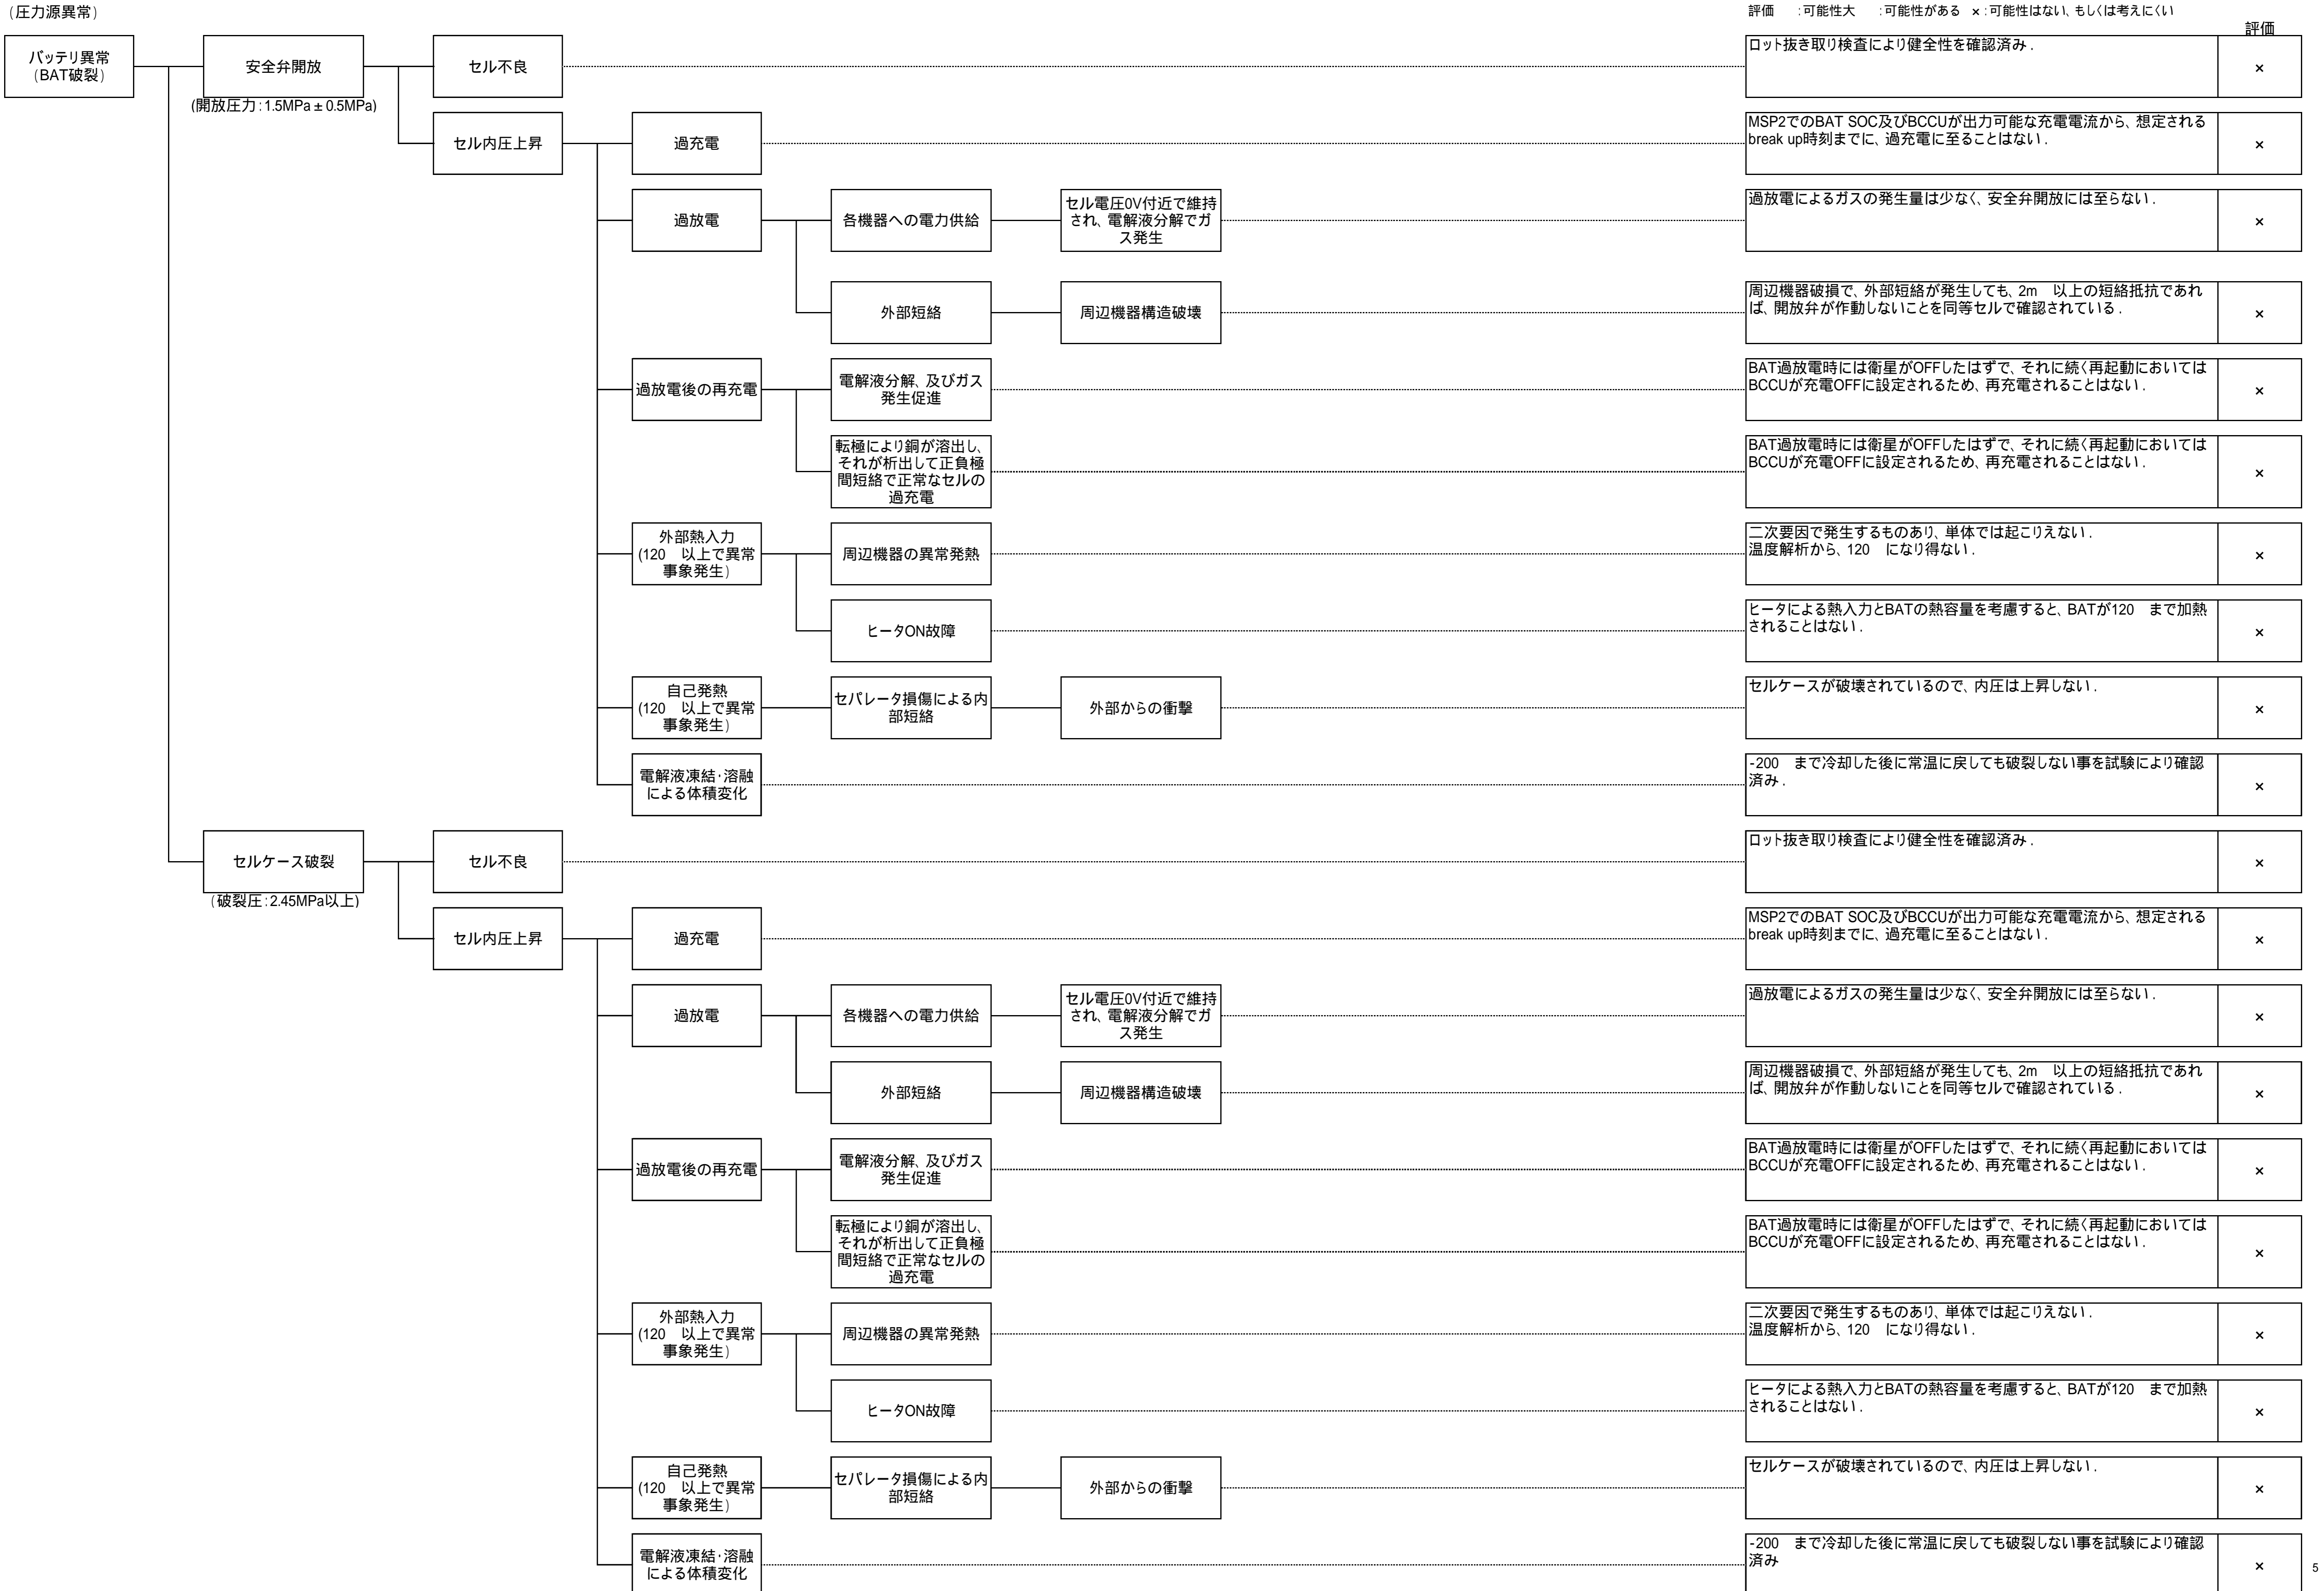 (圧力源異常)
評価　:可能性大　:可能性がある　×:可能性はない、もしくは考えにくい
評価
バッテリ異常
(BAT破裂)
安全弁開放
(開放圧力:1.5MPa±0.5MPa)
セル不良
ロット抜き取り検査により健全性を確認済み.
×
セル内圧上昇
過充電
MSP2でのBAT SOC及びBCCUが出力可能な充電電流から、想定される
break up時刻までに、過充電に至ることはない.
×
過放電
各機器への電力供給
セル電圧0V付近で維持
され、電解液分解でガ
ス発生
過放電によるガスの発生量は少なく、安全弁開放には至らない.
×
外部短絡
周辺機器構造破壊
周辺機器破損で、外部短絡が発生しても、2m　以上の短絡抵抗であれ
ば、開放弁が作動しないことを同等セルで確認されている.
×
過放電後の再充電
電解液分解、及びガス
発生促進
BAT過放電時には衛星がOFFしたはずで、それに続く再起動においては
BCCUが充電OFFに設定されるため、再充電されることはない.
×
転極により銅が溶出し、
それが析出して正負極
間短絡で正常なセルの
過充電
BAT過放電時には衛星がOFFしたはずで、それに続く再起動においては
BCCUが充電OFFに設定されるため、再充電されることはない.
×
外部熱入力
(120　以上で異常
事象発生)
周辺機器の異常発熱
二次要因で発生するものあり、単体では起こりえない.
温度解析から、120　になり得ない.
×
ヒータON故障
ヒータによる熱入力とBATの熱容量を考慮すると、BATが120　まで加熱
されることはない.
×
自己発熱
(120　以上で異常
事象発生)
セパレータ損傷による内
部短絡
外部からの衝撃
セルケースが破壊されているので、内圧は上昇しない.
×
電解液凍結・溶融
による体積変化
-200　まで冷却した後に常温に戻しても破裂しない事を試験により確認
済み.
×
セルケース破裂
(破裂圧:2.45MPa以上)
セル不良
ロット抜き取り検査により健全性を確認済み.
×
セル内圧上昇
過充電
MSP2でのBAT SOC及びBCCUが出力可能な充電電流から、想定される
break up時刻までに、過充電に至ることはない.
×
過放電
各機器への電力供給
セル電圧0V付近で維持
され、電解液分解でガ
ス発生
過放電によるガスの発生量は少なく、安全弁開放には至らない.
×
外部短絡
周辺機器構造破壊
周辺機器破損で、外部短絡が発生しても、2m　以上の短絡抵抗であれ
ば、開放弁が作動しないことを同等セルで確認されている.
×
過放電後の再充電
電解液分解、及びガス
発生促進
BAT過放電時には衛星がOFFしたはずで、それに続く再起動においては
BCCUが充電OFFに設定されるため、再充電されることはない.
×
転極により銅が溶出し、
それが析出して正負極
間短絡で正常なセルの
過充電
BAT過放電時には衛星がOFFしたはずで、それに続く再起動においては
BCCUが充電OFFに設定されるため、再充電されることはない.
×
外部熱入力
(120　以上で異常
事象発生)
周辺機器の異常発熱
二次要因で発生するものあり、単体では起こりえない.
温度解析から、120　になり得ない.
×
ヒータON故障
ヒータによる熱入力とBATの熱容量を考慮すると、BATが120　まで加熱
されることはない.
×
自己発熱
(120　以上で異常
事象発生)
セパレータ損傷による内
部短絡
外部からの衝撃
セルケースが破壊されているので、内圧は上昇しない.
×
電解液凍結・溶融
による体積変化
-200　まで冷却した後に常温に戻しても破裂しない事を試験により確認
済み
×
5